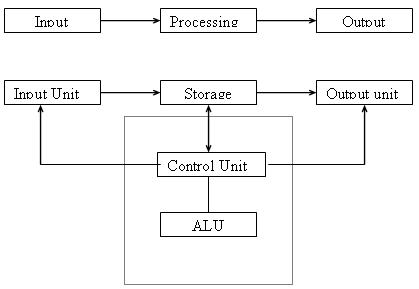 Input Processing Output
Input Unit Storage Output unit
Control Unit
ALU